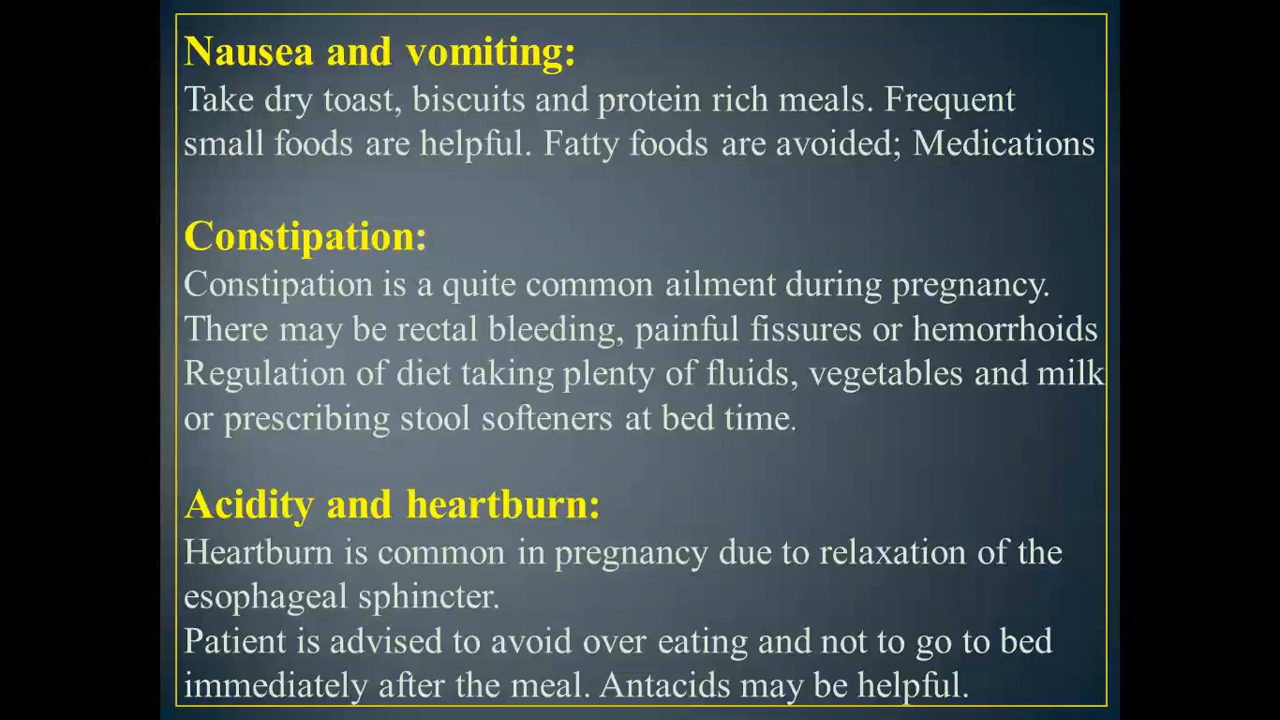 Nausea and vomiting:
Take dry toast, biscuits and protein rich meals. Frequent
small foods are helpful. Fatty foods are avoided; Medications
Constipation:
Constipation is a quite common ailment during pregnancy.
There may be rectal bleeding, painful fissures or hemorrhoids
Regulation of diet taking plenty of fluids, vegetables and milk
or prescribing stool softeners at bed time.
Acidity and heartburn:
Heartburn is common in pregnancy due to relaxation of the
esophageal sphincter.
Patient is advised to avoid over eating and not to go to bed
immediately after the meal. Antacids may be helpful.